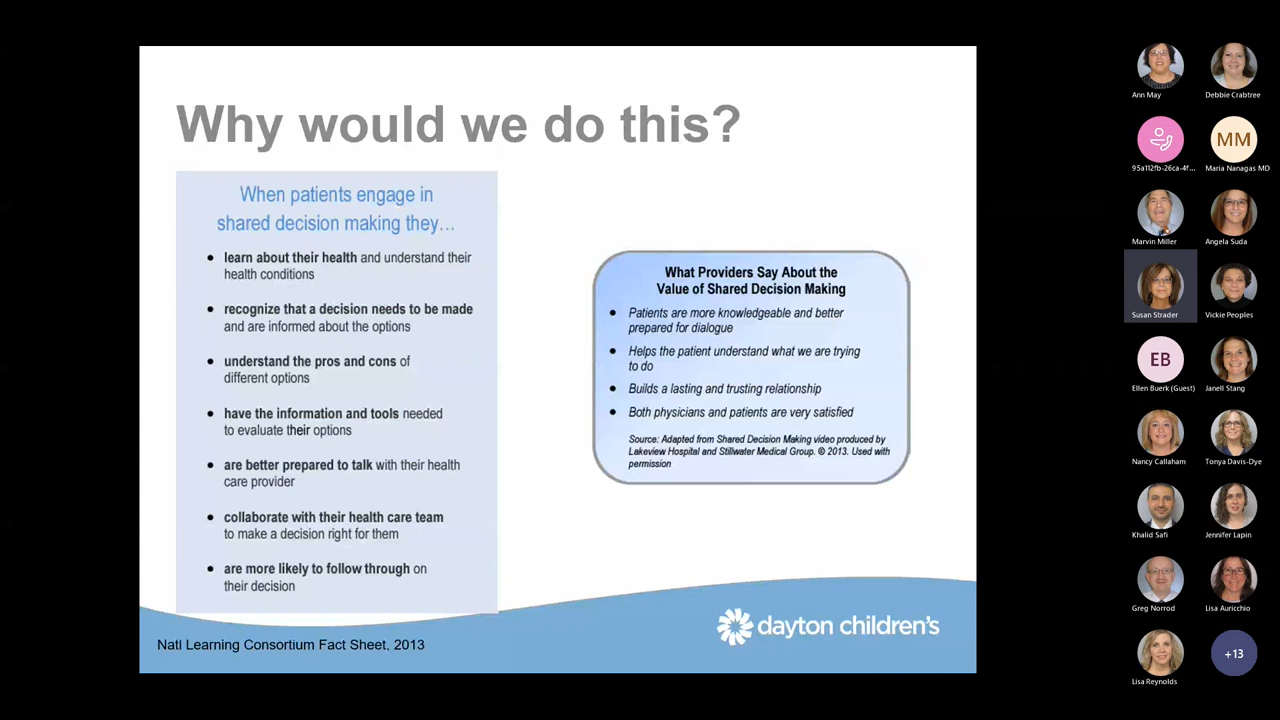 Why would we do this?
When patients engage in
shared decision making they…
• learn about their health and understand their
health conditions
• recognize that a decision needs to be made
and are informed about the options
• understand the pros and cons of
different options
• have the information and tools needed
to evaluate their options
• are better prepared to talk with their health
care provider
• collaborate with their health care team
to make a decision right for them
• are more likely to follow through on
their decision
What Providers Say About the
Value of Shared Decision Making
• Patients are more knowledgeable and better
prepared for dialogue
• Helps the patient understand what we are trying
to do
• Builds a lasting and trusting relationship
• Both physicians and patients are very satisfied
Source: Adapted from Shared Decision Making video produced by
Lakeview Hospital and Stillwater Medical Group. © 2013. Used with
permission
Natl Learning Consortium Fact Sheet, 2013
dayton children's
Ann May
Debbie Crabtree
MM
95a112fb-26ca-4f...
Maria Nanagas MD
Marvin Miller
Angela Suda
Susan Strader
Vickie Peoples
EB
Ellen Buerk (Guest)
Janell Stang
Nancy Callaham
Tonya Davis-Dye
Khalid Safi
Jennifer Lapin
Greg Norrod
Lisa Auricchio
Lisa Reynolds
+13